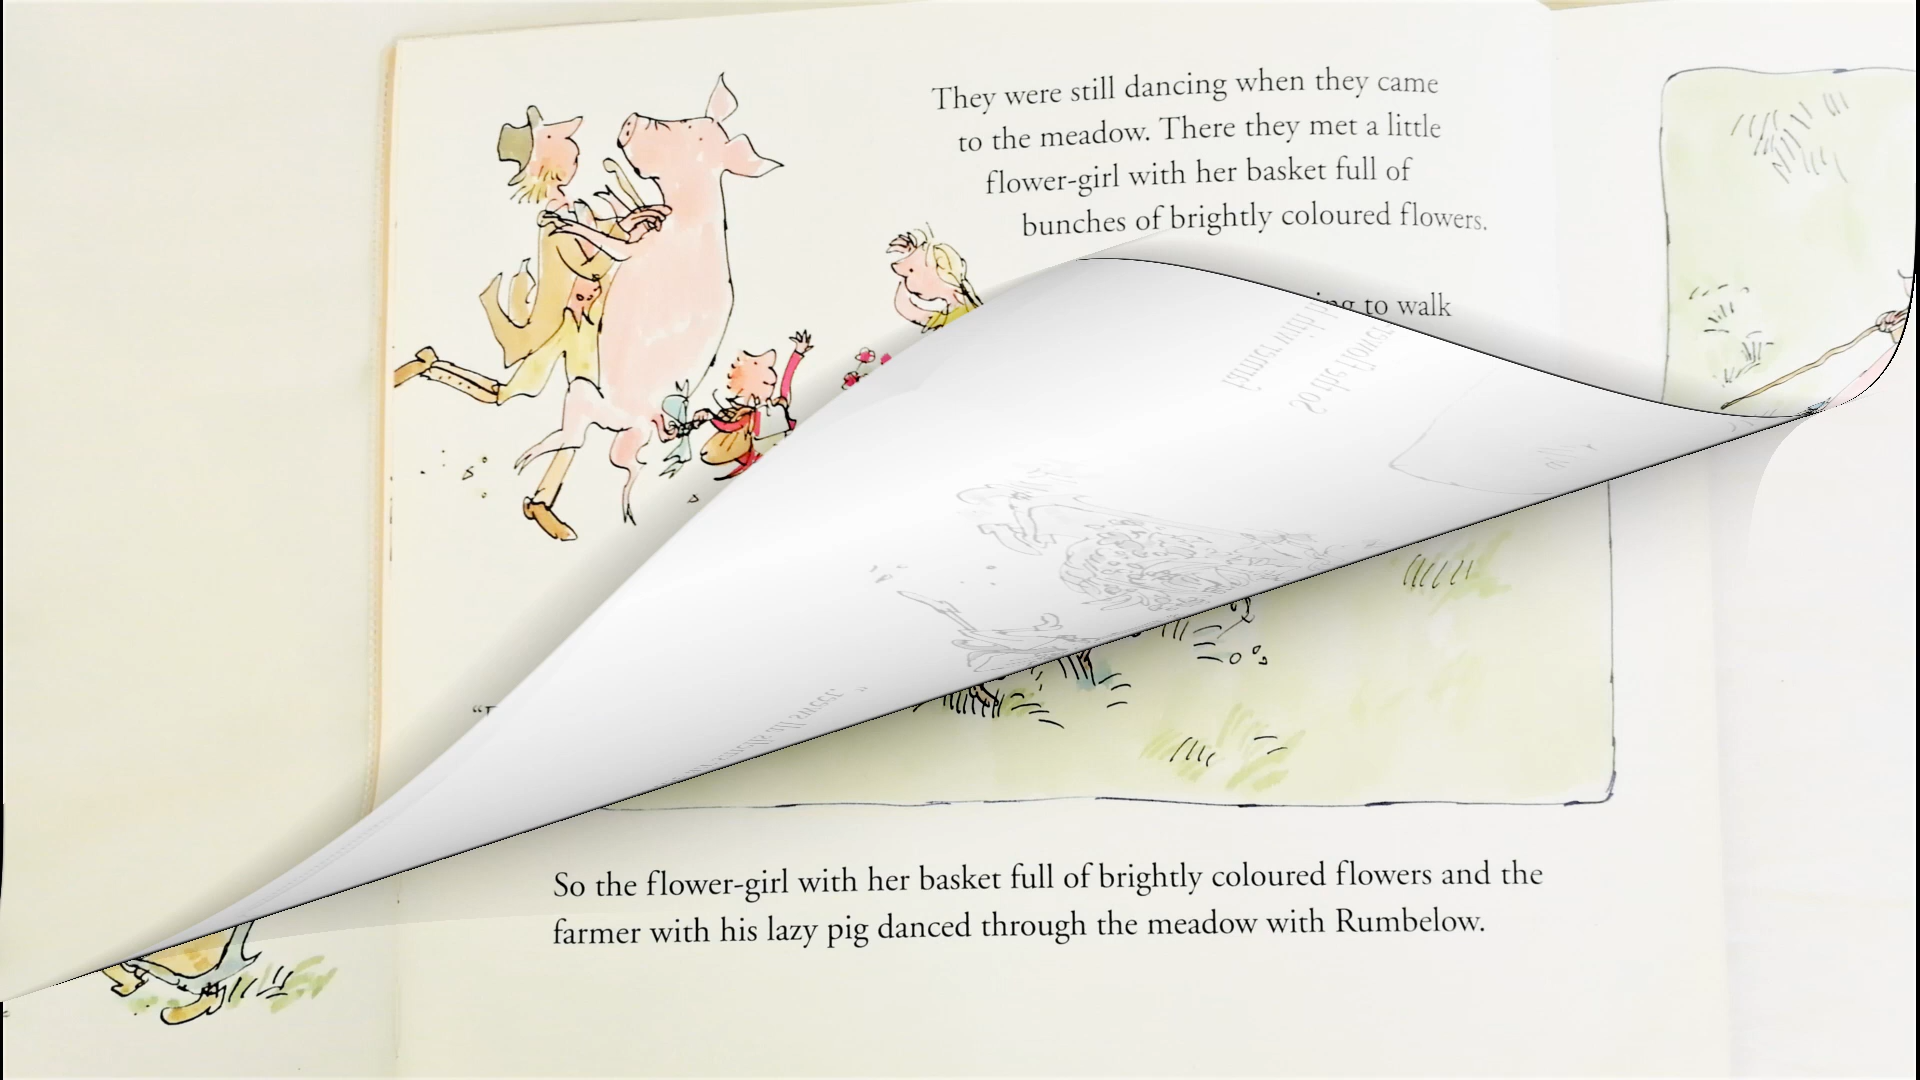 They were still dancing when they came
to the meadow. There they met a little
flower-girl with her basket full of
bunches of brightly coloured flowers.
to walk
So the flower-girl with her basket full of brightly coloured flowers and the
farmer with his lazy pig danced through the meadow with Rumbelow.